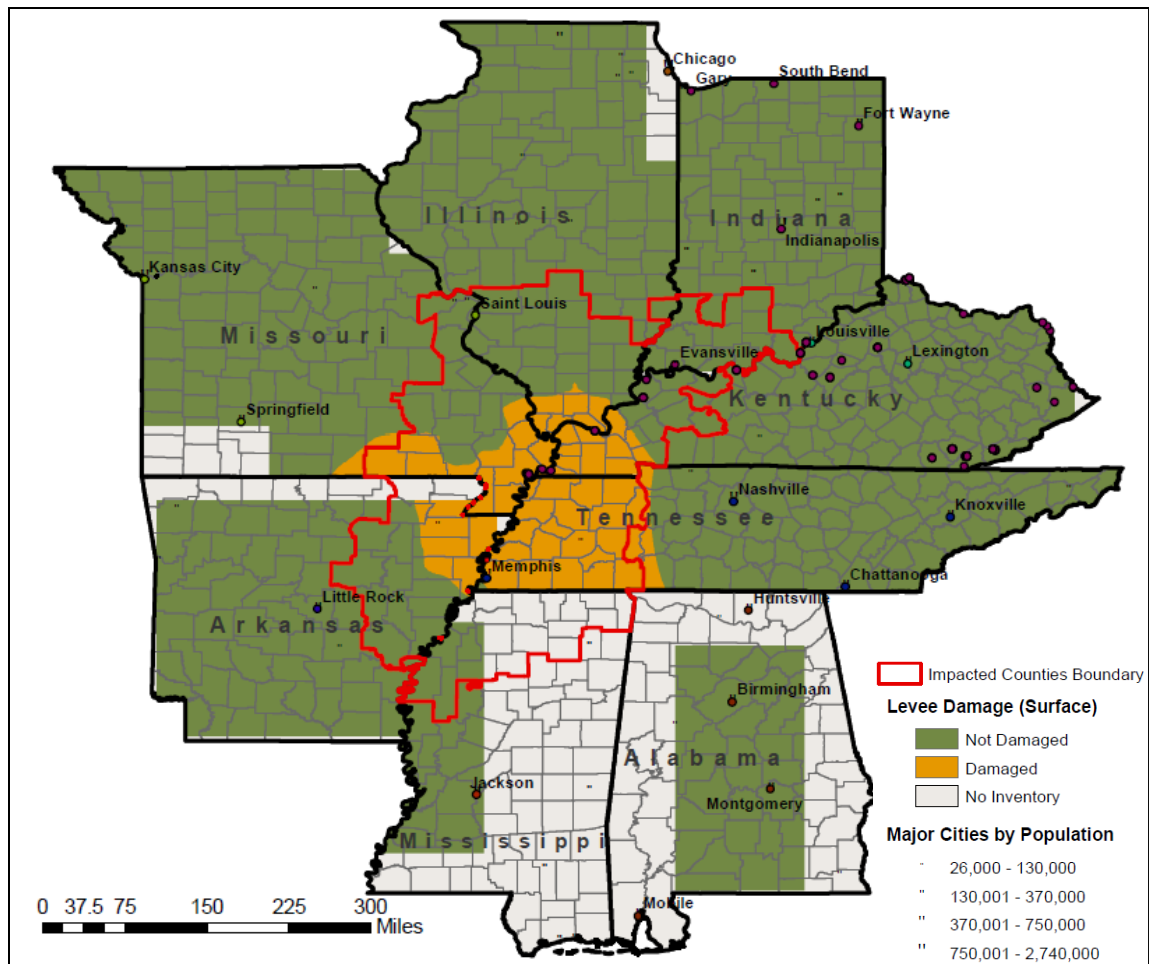 Chicago
Gary
South Bend
Fort Wayne
Illinois
Indiana
Indianapolis
Kansas City
Saint Louis
Missouri
Louisville
Evansville
Lexington
Kentucky
Springfield
Nashville
Knoxville
Tennessee
Memphis
Chattanooga
Little Rock
Huntsville
Arkansas
Birmingham
Alabama
Jackson
Montgomery
Mississippi
Mobile
Impacted Counties Boundary
Levee Damage (Surface)
Not Damaged
Damaged
No Inventory
Major Cities by Population
26,000 - 130,000
130,001 - 370,000
370,001 - 750,000
750,001 - 2,740,000
0 37.5 75 150 225 300
Miles